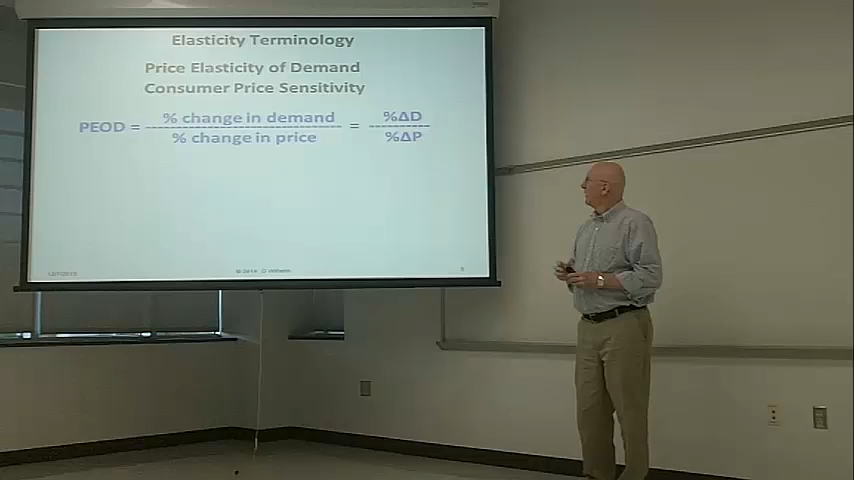 Elasticity Terminology
Price Elasticity of Demand
Consumer Price Sensitivity
PEOD = % change in demand / % change in price = %ΔD / %ΔP